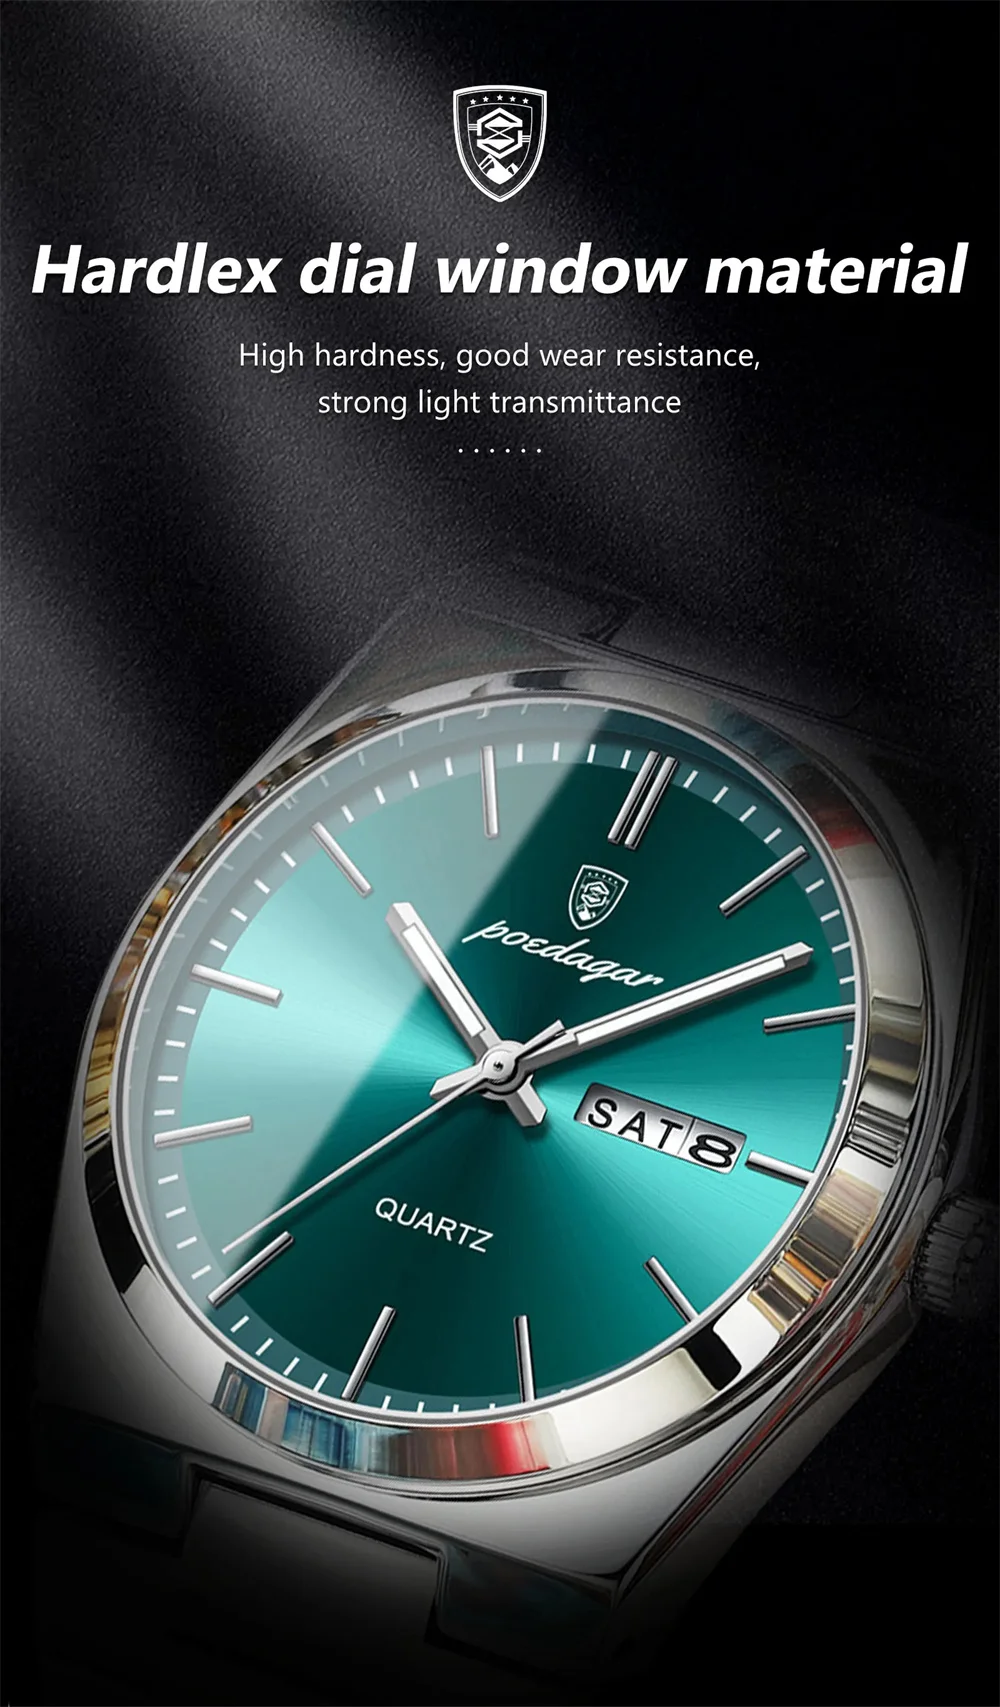 Hardlex dial window material
High hardness, good wear resistance,
strong light transmittance
......
poedagar
SAT 8
QUARTZ